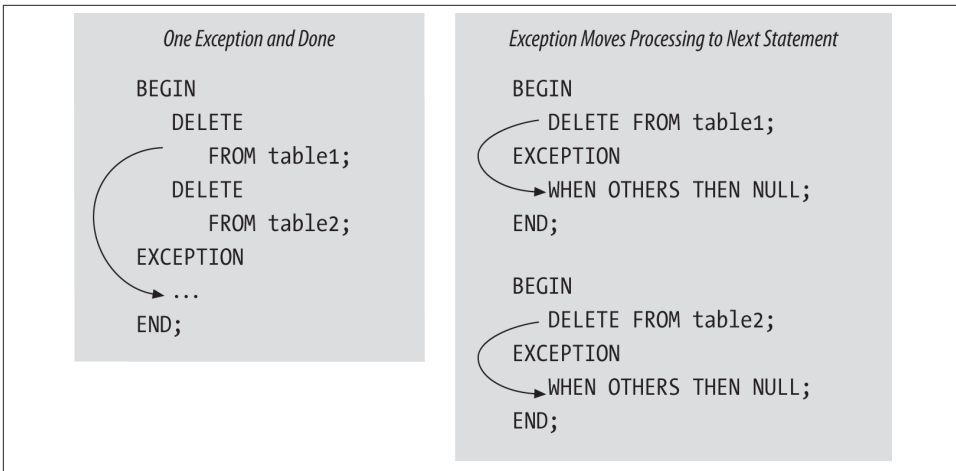 One Exception and Done
BEGIN
DELETE
FROM table1;
DELETE
FROM table2;
EXCEPTION
...
END;
Exception Moves Processing to Next Statement
BEGIN
DELETE FROM table1;
EXCEPTION
WHEN OTHERS THEN NULL;
END;
BEGIN
DELETE FROM table2;
EXCEPTION
WHEN OTHERS THEN NULL;
END;